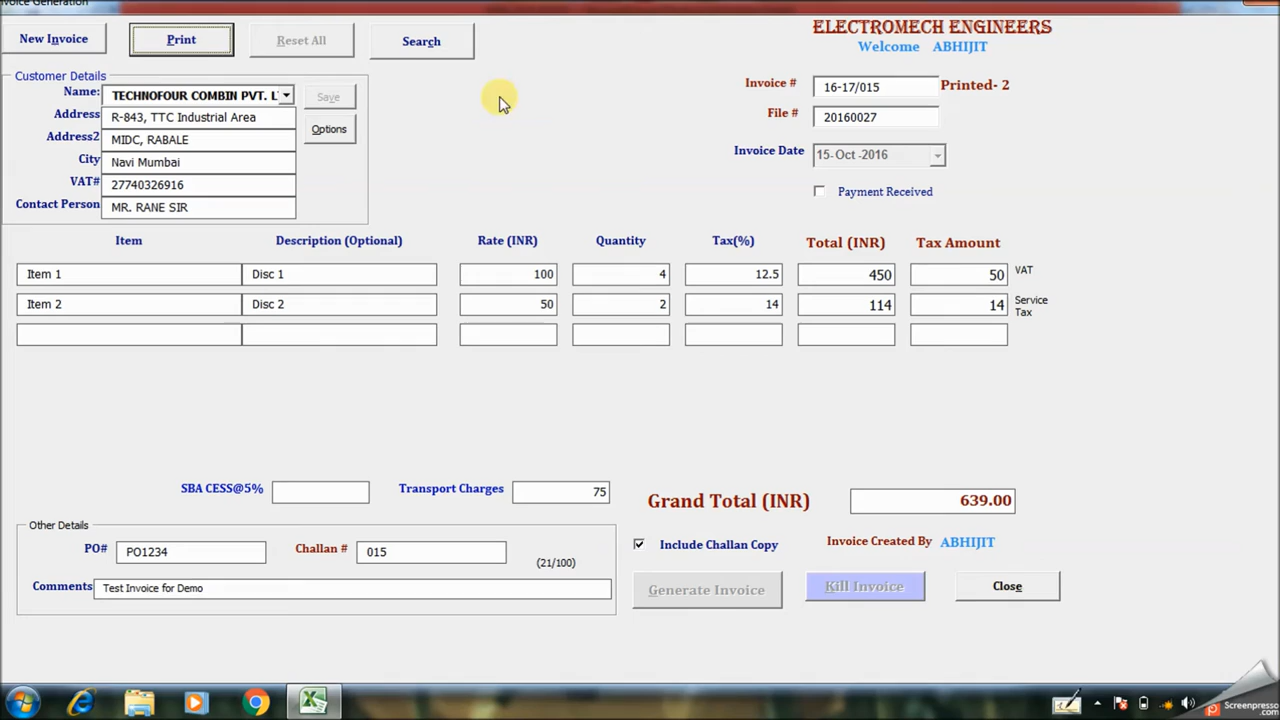 Invoice Generation
New Invoice
Print
Reset All
Search
ELECTROMECH ENGINEERS
Welcome ABHIJIT
Customer Details
Name: TECHNOFOUR COMBIN PVT. L
Save
Address R-843, TTC Industrial Area
Options
Address2 MIDC, RABALE
City Navi Mumbai
VAT# 27740326916
Contact Person MR. RANE SIR
Invoice # 16-17/015 Printed- 2
File # 20160027
Invoice Date 15-Oct -2016
Payment Received
Item Description (Optional) Rate (INR) Quantity Tax(%) Total (INR) Tax Amount
Item 1 Disc 1 100 4 12.5 450 50 VAT
Item 2 Disc 2 50 2 14 114 14 Service
Tax
SBA CESS@5% Transport Charges 75
Grand Total (INR) 639.00
Other Details
PO# PO1234 Challan # 015
(21/100)
Comments Test Invoice for Demo
Include Challan Copy Invoice Created By ABHIJIT
Generate Invoice Kill Invoice Close
Screenpresso